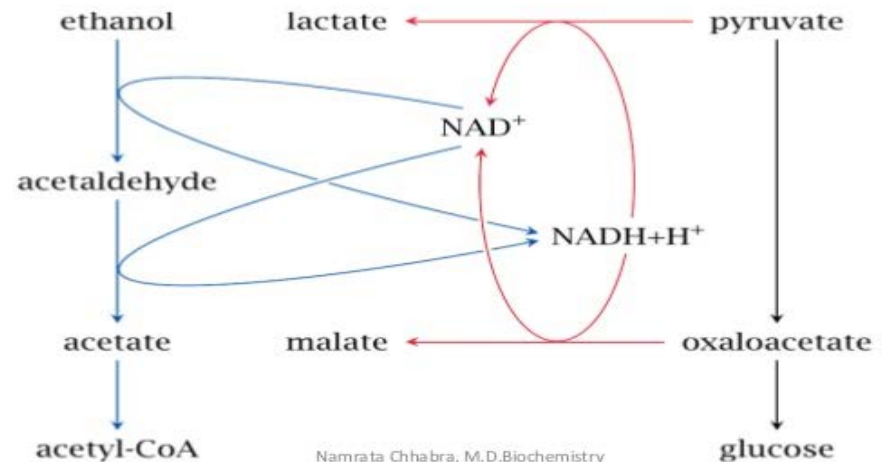 ethanol
lactate
pyruvate
NAD⁺
acetaldehyde
NADH+H⁺
acetate
malate
oxaloacetate
acetyl-CoA
Namrata Chhabra, M.D.Biochemistry
glucose